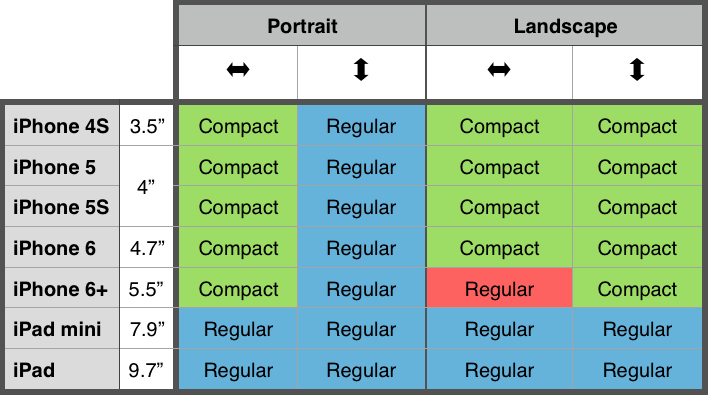 Portrait Landscape
⬌ ⬍ ⬌ ⬍
iPhone 4S 3.5” Compact Regular Compact Compact
iPhone 5 4” Compact Regular Compact Compact
iPhone 5S Compact Regular Compact Compact
iPhone 6 4.7” Compact Regular Compact Compact
iPhone 6+ 5.5” Compact Regular Regular Compact
iPad mini 7.9” Regular Regular Regular Regular
iPad 9.7” Regular Regular Regular Regular